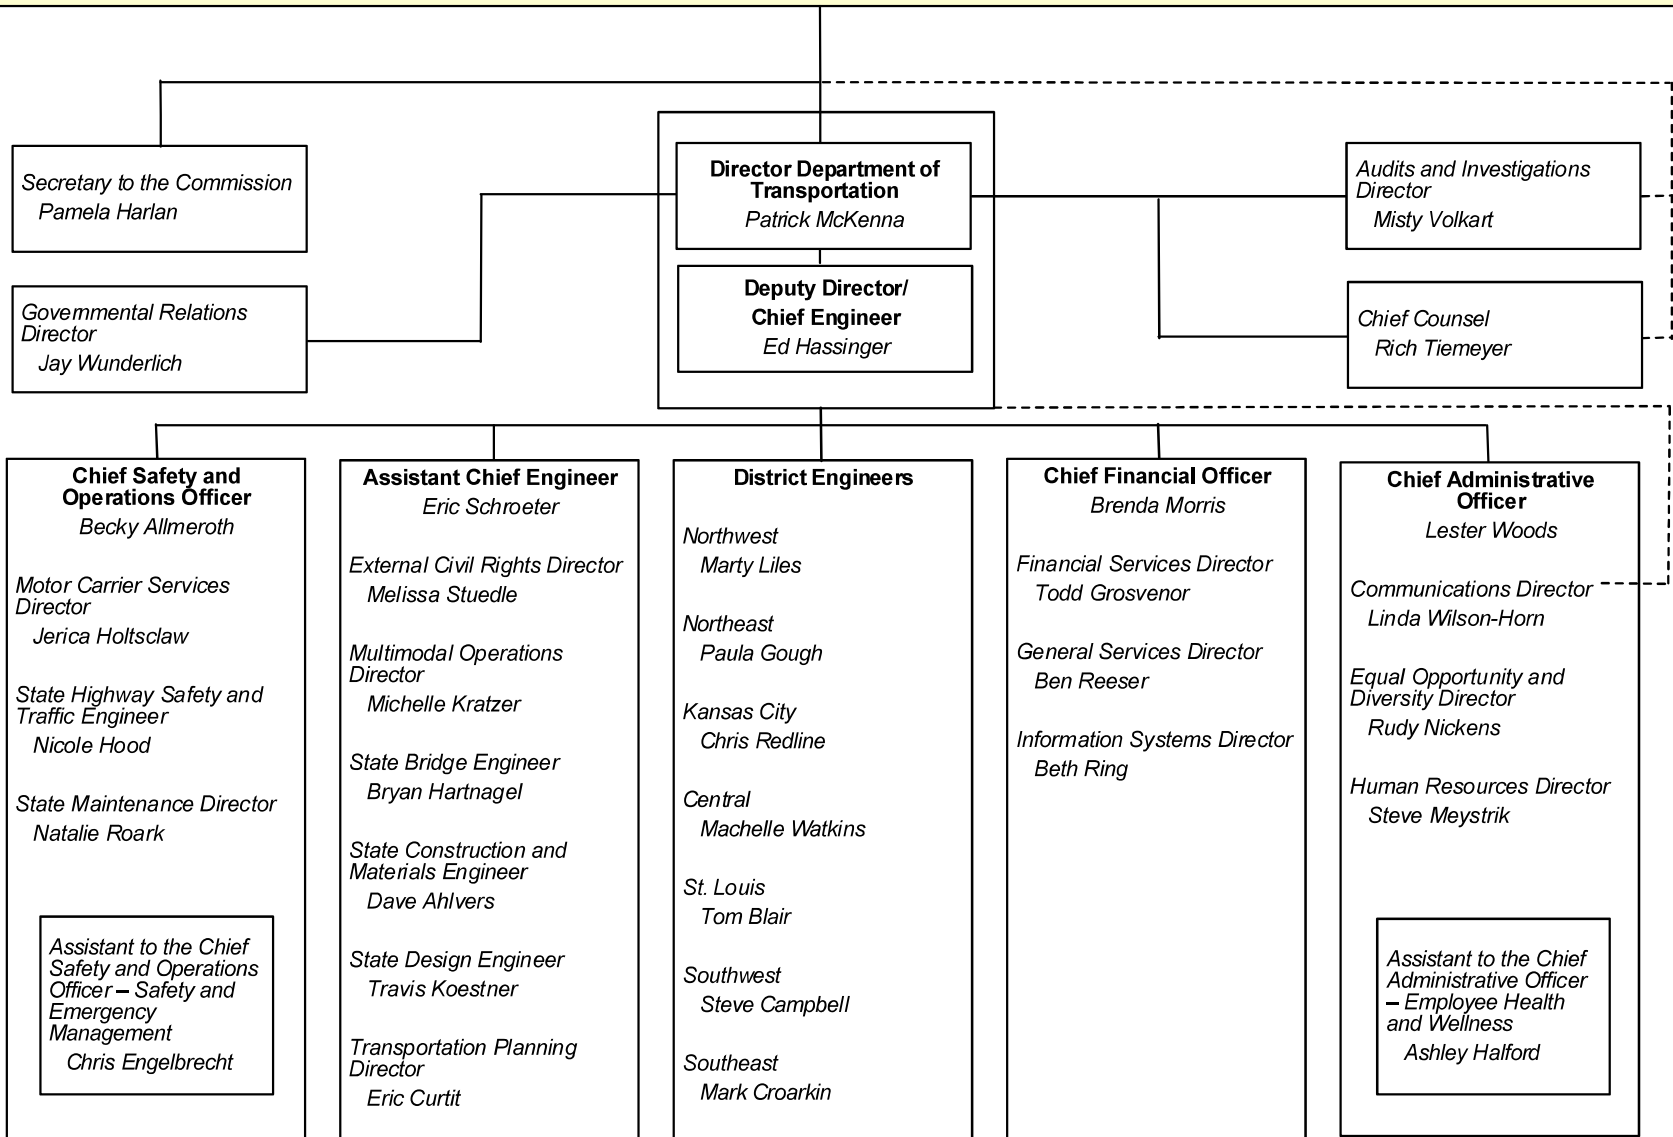 Secretary to the Commission
Pamela Harlan
Governmental Relations
Director
Jay Wunderlich
Director Department of
Transportation
Patrick McKenna
Deputy Director/
Chief Engineer
Ed Hassinger
Audits and Investigations
Director
Misty Volkart
Chief Counsel
Rich Tiemeyer
Chief Safety and
Operations Officer
Becky Allmeroth
Motor Carrier Services
Director
Jerica Holtsclaw
State Highway Safety and
Traffic Engineer
Nicole Hood
State Maintenance Director
Natalie Roark
Assistant to the Chief
Safety and Operations
Officer – Safety and
Emergency
Management
Chris Engelbrecht
Assistant Chief Engineer
Eric Schroeter
External Civil Rights Director
Melissa Stuedle
Multimodal Operations
Director
Michelle Kratzer
State Bridge Engineer
Bryan Hartnagel
State Construction and
Materials Engineer
Dave Ahlvers
State Design Engineer
Travis Koestner
Transportation Planning
Director
Eric Curtit
District Engineers
Northwest
Marty Liles
Northeast
Paula Gough
Kansas City
Chris Redline
Central
Machelle Watkins
St. Louis
Tom Blair
Southwest
Steve Campbell
Southeast
Mark Croarkin
Chief Financial Officer
Brenda Morris
Financial Services Director
Todd Grosvenor
General Services Director
Ben Reeser
Information Systems Director
Beth Ring
Chief Administrative
Officer
Lester Woods
Communications Director
Linda Wilson-Horn
Equal Opportunity and
Diversity Director
Rudy Nickens
Human Resources Director
Steve Meystrik
Assistant to the Chief
Administrative Officer
– Employee Health
and Wellness
Ashley Halford